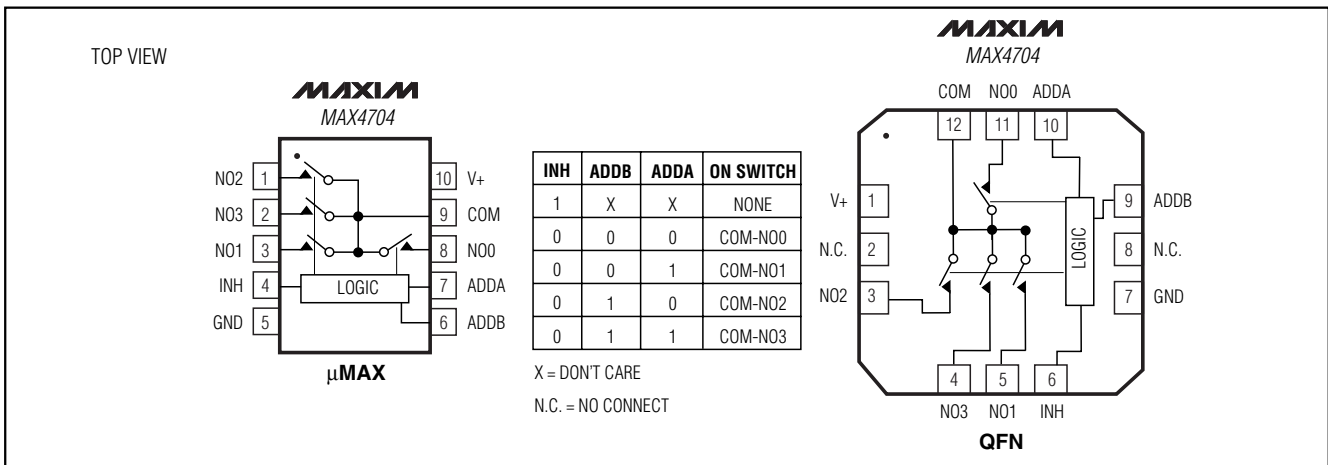 TOP VIEW
MAXIM
MAX4704
NO2 1
NO3 2
NO1 3
INH 4
GND 5
10 V+
9 COM
8 NO0
7 ADDA
6 ADDB
LOGIC
µMAX
INH ADDB ADDA ON SWITCH
1 X X NONE
0 0 0 COM-NO0
0 0 1 COM-NO1
0 1 0 COM-NO2
0 1 1 COM-NO3
X = DON'T CARE
N.C. = NO CONNECT
MAXIM
MAX4704
COM NO0 ADDA
12 11 10
V+ 1
N.C. 2
NO2 3
LOGIC
9 ADDB
8 N.C.
7 GND
4 5 6
NO3 NO1 INH
QFN